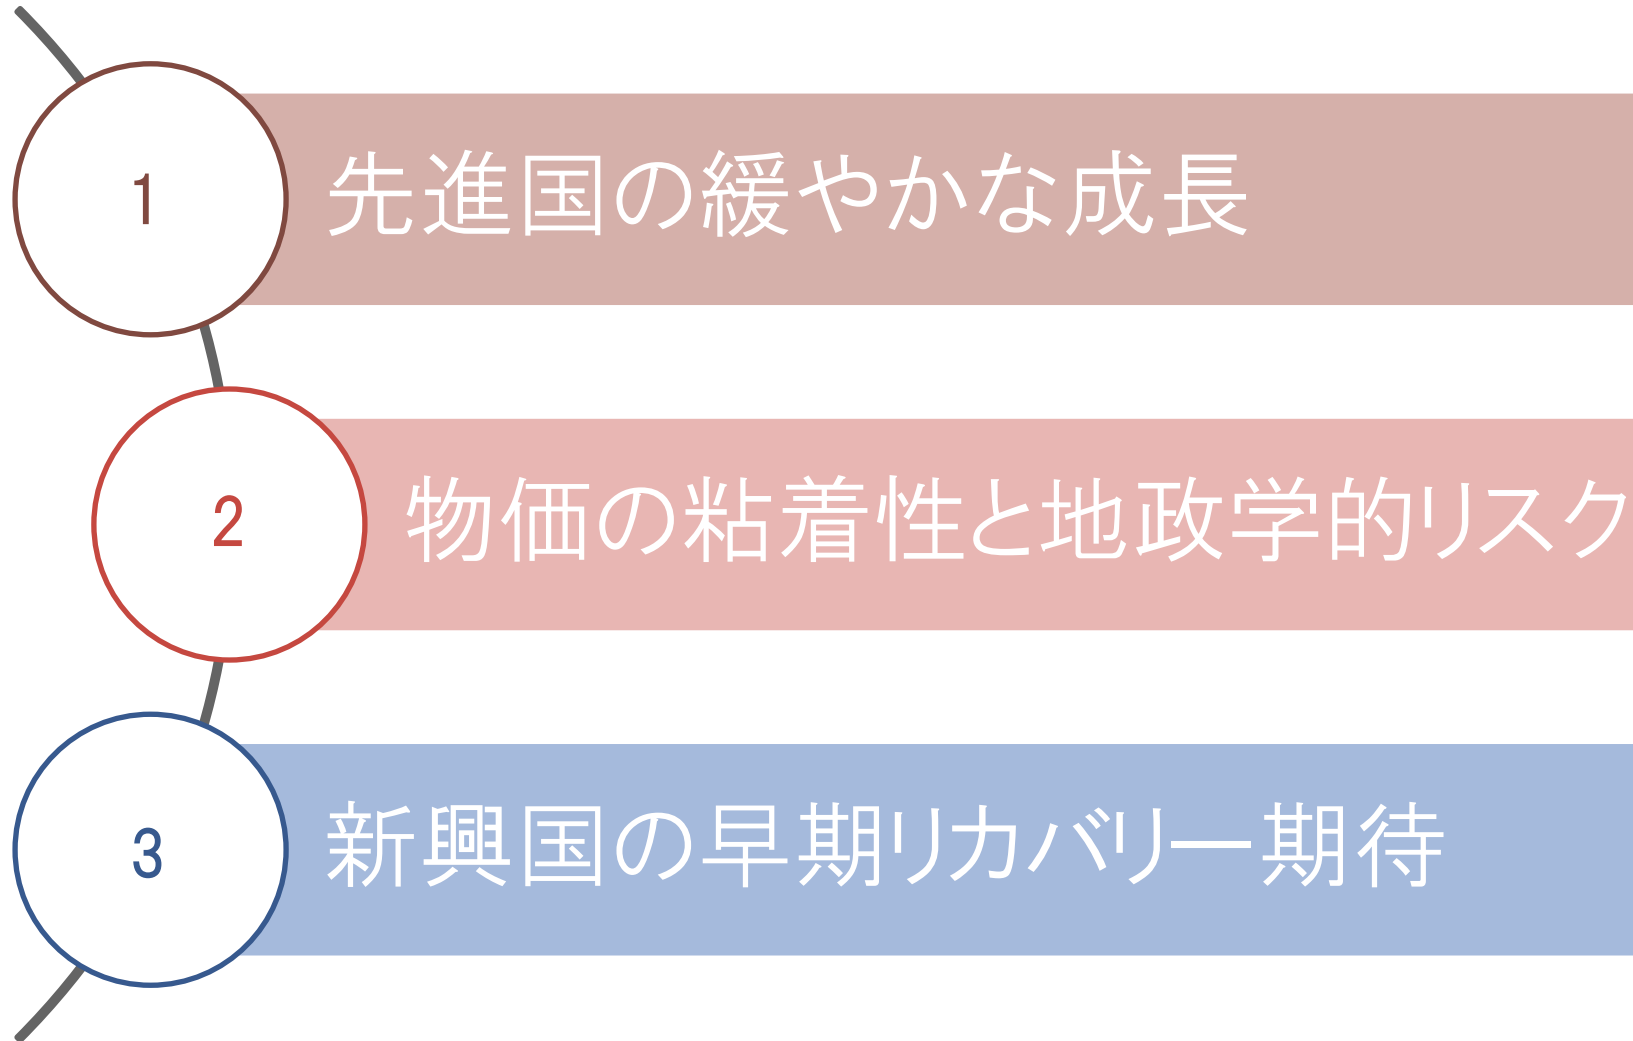 1
先進国の緩やかな成長
2
物価の粘着性と地政学的リスク
3
新興国の早期リカバリー期待